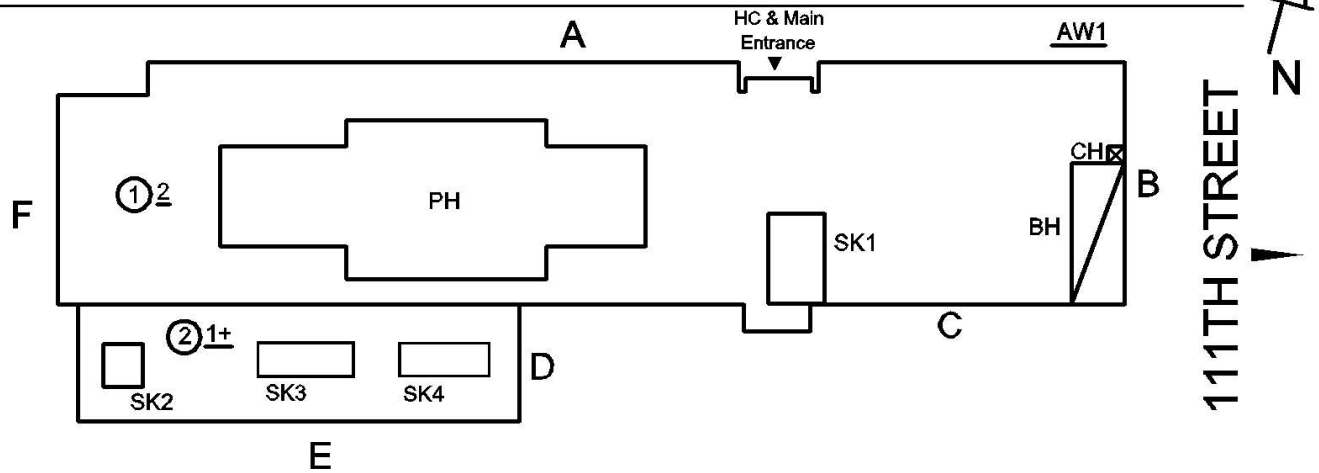 A
HC & Main
Entrance
AW1
N
111TH STREET
CH
B
F
1 2
PH
SK1
BH
C
2 1+
D
SK2
SK3
SK4
E